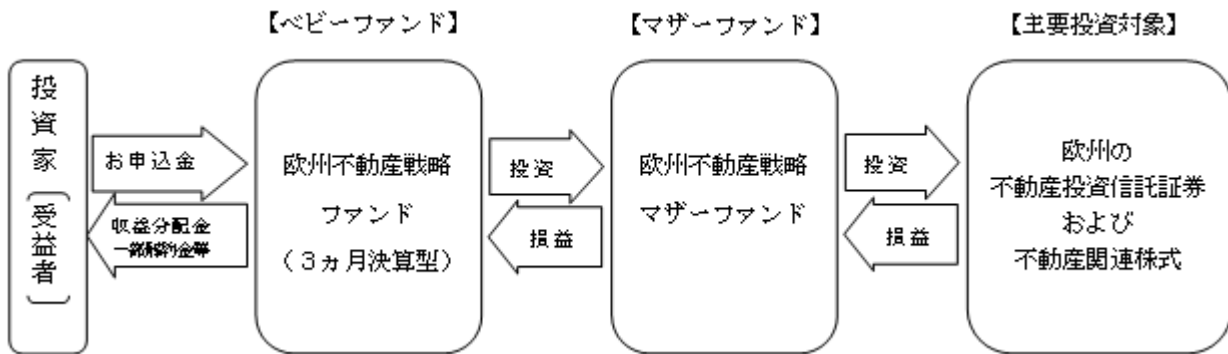 【ベビーファンド】
【マザーファンド】
【主要投資対象】
投資家（受益者）
お申込金
収益分配金
一部解約金等
欧州不動産戦略
ファンド
（３ヵ月決算型）
投資
損益
欧州不動産戦略
マザーファンド
投資
損益
欧州の
不動産投資信託証券
および
不動産関連株式